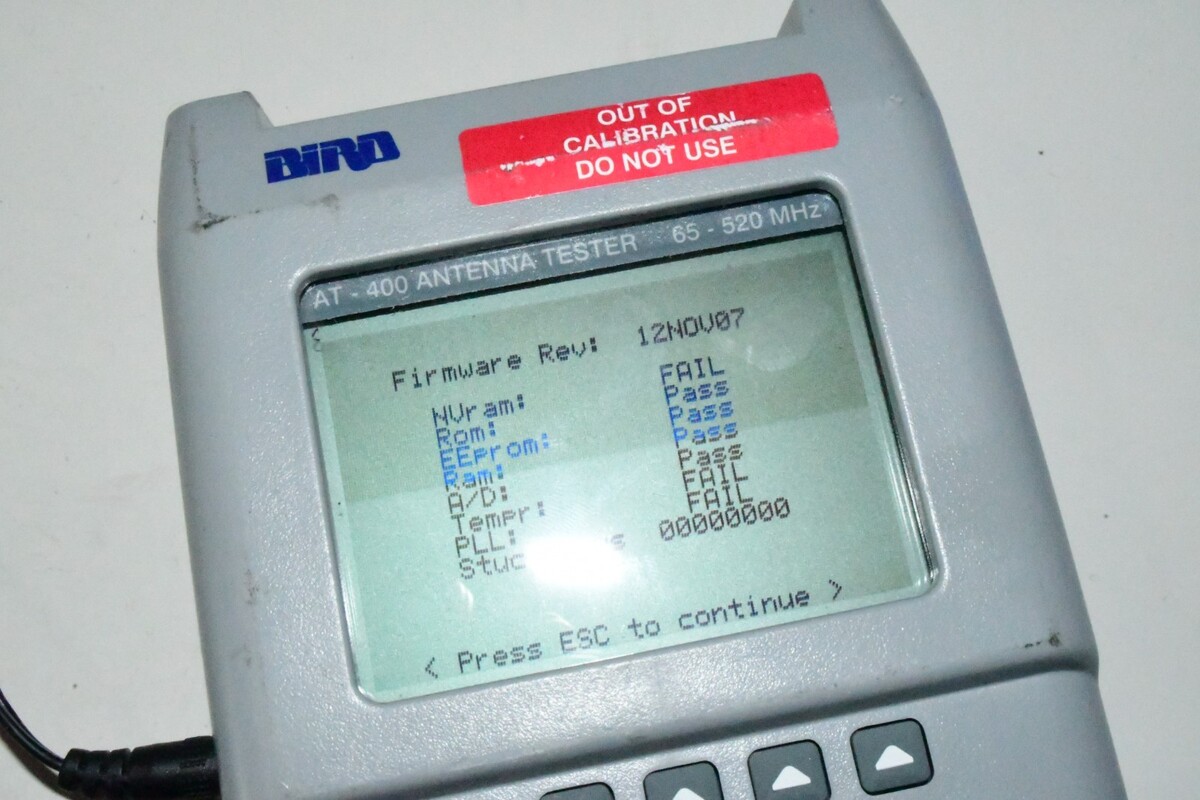 BIRD
OUT OF
CALIBRATION
DO NOT USE
AT - 400 ANTENNA TESTER 65 - 520 MHz
Firmware Rev: 12NOV07
NVram: FAIL
Rom: Pass
EEprom: Pass
Ram: Pass
A/D: Pass
Tempr: FAIL
PLL: FAIL
00000000
< Press ESC to continue >